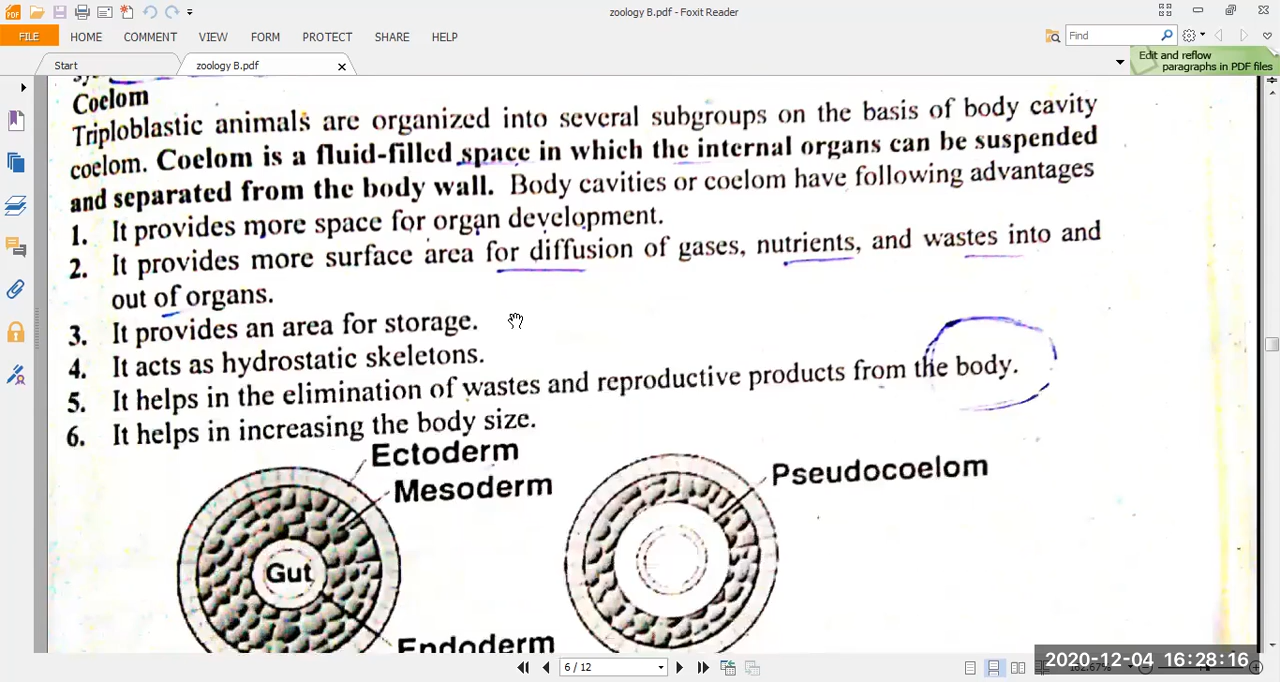 zoology B.pdf - Foxit Reader
FILE HOME COMMENT VIEW FORM PROTECT SHARE HELP
Find
Start
zoology B.pdf
Edit and reflow
paragraphs in PDF files
Coelom
Triploblastic animals are organized into several subgroups on the basis of body cavity
coelom. Coelom is a fluid-filled space in which the internal organs can be suspended
and separated from the body wall. Body cavities or coelom have following advantages
1. It provides more space for organ development.
2. It provides more surface area for diffusion of gases, nutrients, and wastes into and
out of organs.
3. It provides an area for storage.
4. It acts as hydrostatic skeletons.
5. It helps in the elimination of wastes and reproductive products from the body.
6. It helps in increasing the body size.
Ectoderm
Mesoderm
Pseudocoelom
Gut
Endoderm
6 / 12
2020-12-04 16:28:16